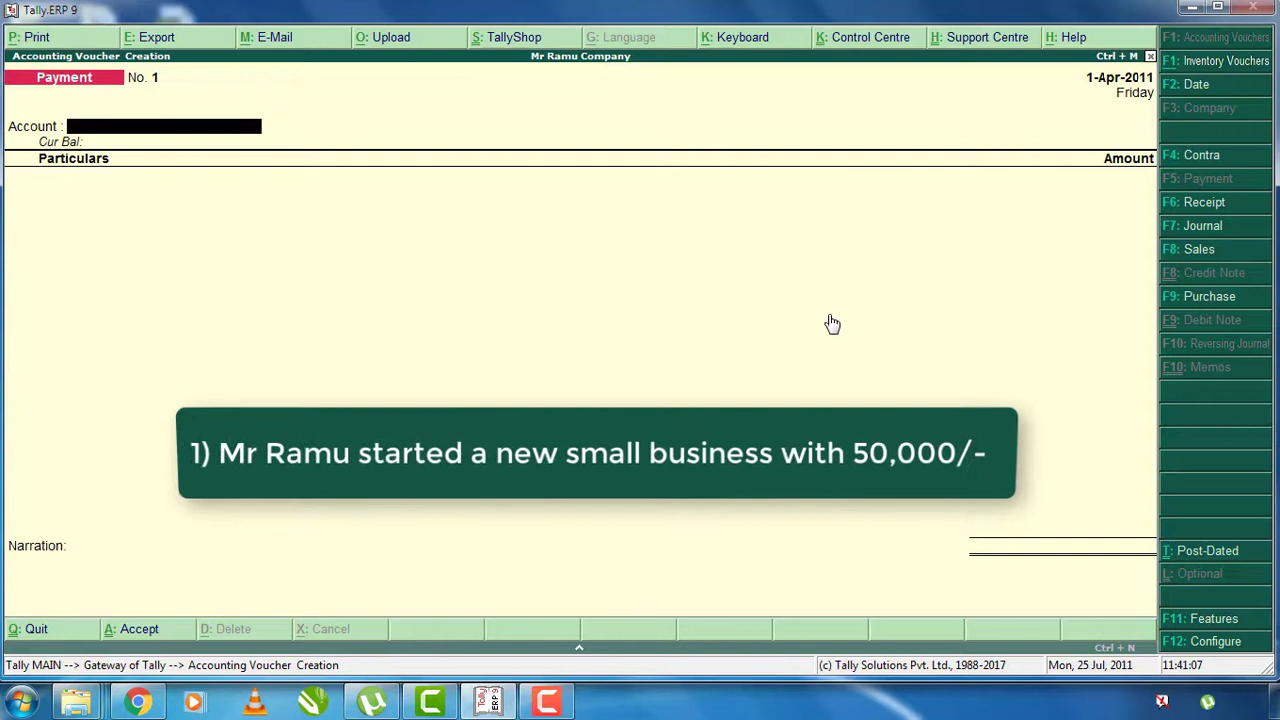 Tally.ERP 9
P: Print
E: Export
M: E-Mail
O: Upload
S: TallyShop
G: Language
K: Keyboard
K: Control Centre
H: Support Centre
H: Help
Accounting Voucher Creation
Mr Ramu Company
Ctrl + M
Payment No. 1
1-Apr-2011
Friday
Account :
Cur Bal:
Particulars
Amount
1) Mr Ramu started a new small business with 50,000/-
Narration:
F1: Accounting Vouchers
F1: Inventory Vouchers
F2: Date
F3: Company
F4: Contra
F5: Payment
F6: Receipt
F7: Journal
F8: Sales
F8: Credit Note
F9: Purchase
F9: Debit Note
F10: Reversing Journal
F10: Memos
T: Post-Dated
L: Optional
F11: Features
F12: Configure
Q: Quit
A: Accept
D: Delete
X: Cancel
Ctrl + N
Tally MAIN --> Gateway of Tally --> Accounting Voucher Creation
(c) Tally Solutions Pvt. Ltd., 1988-2017
Mon, 25 Jul, 2011
11:41:07